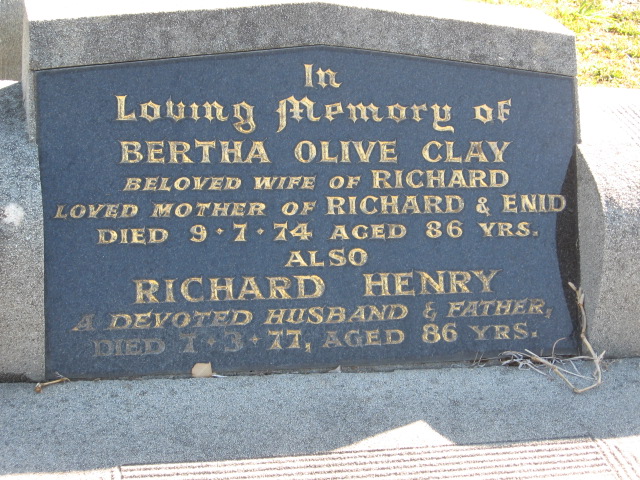 In
Loving Memory of
BERTHA OLIVE CLAY
BELOVED WIFE OF RICHARD
LOVED MOTHER OF RICHARD & ENID
DIED 9·7·74 AGED 86 YRS.
ALSO
RICHARD HENRY
A DEVOTED HUSBAND & FATHER,
DIED 7·3·77, AGED 86 YRS.